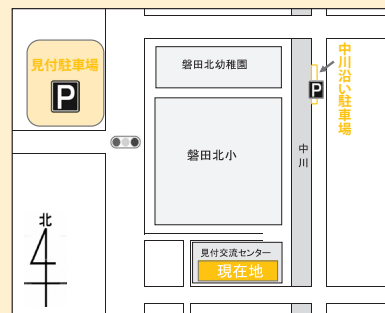 見付駐車場
P
磐田北幼稚園
P
中川沿い駐車場
磐田北小
中川
北
見付交流センター
現在地